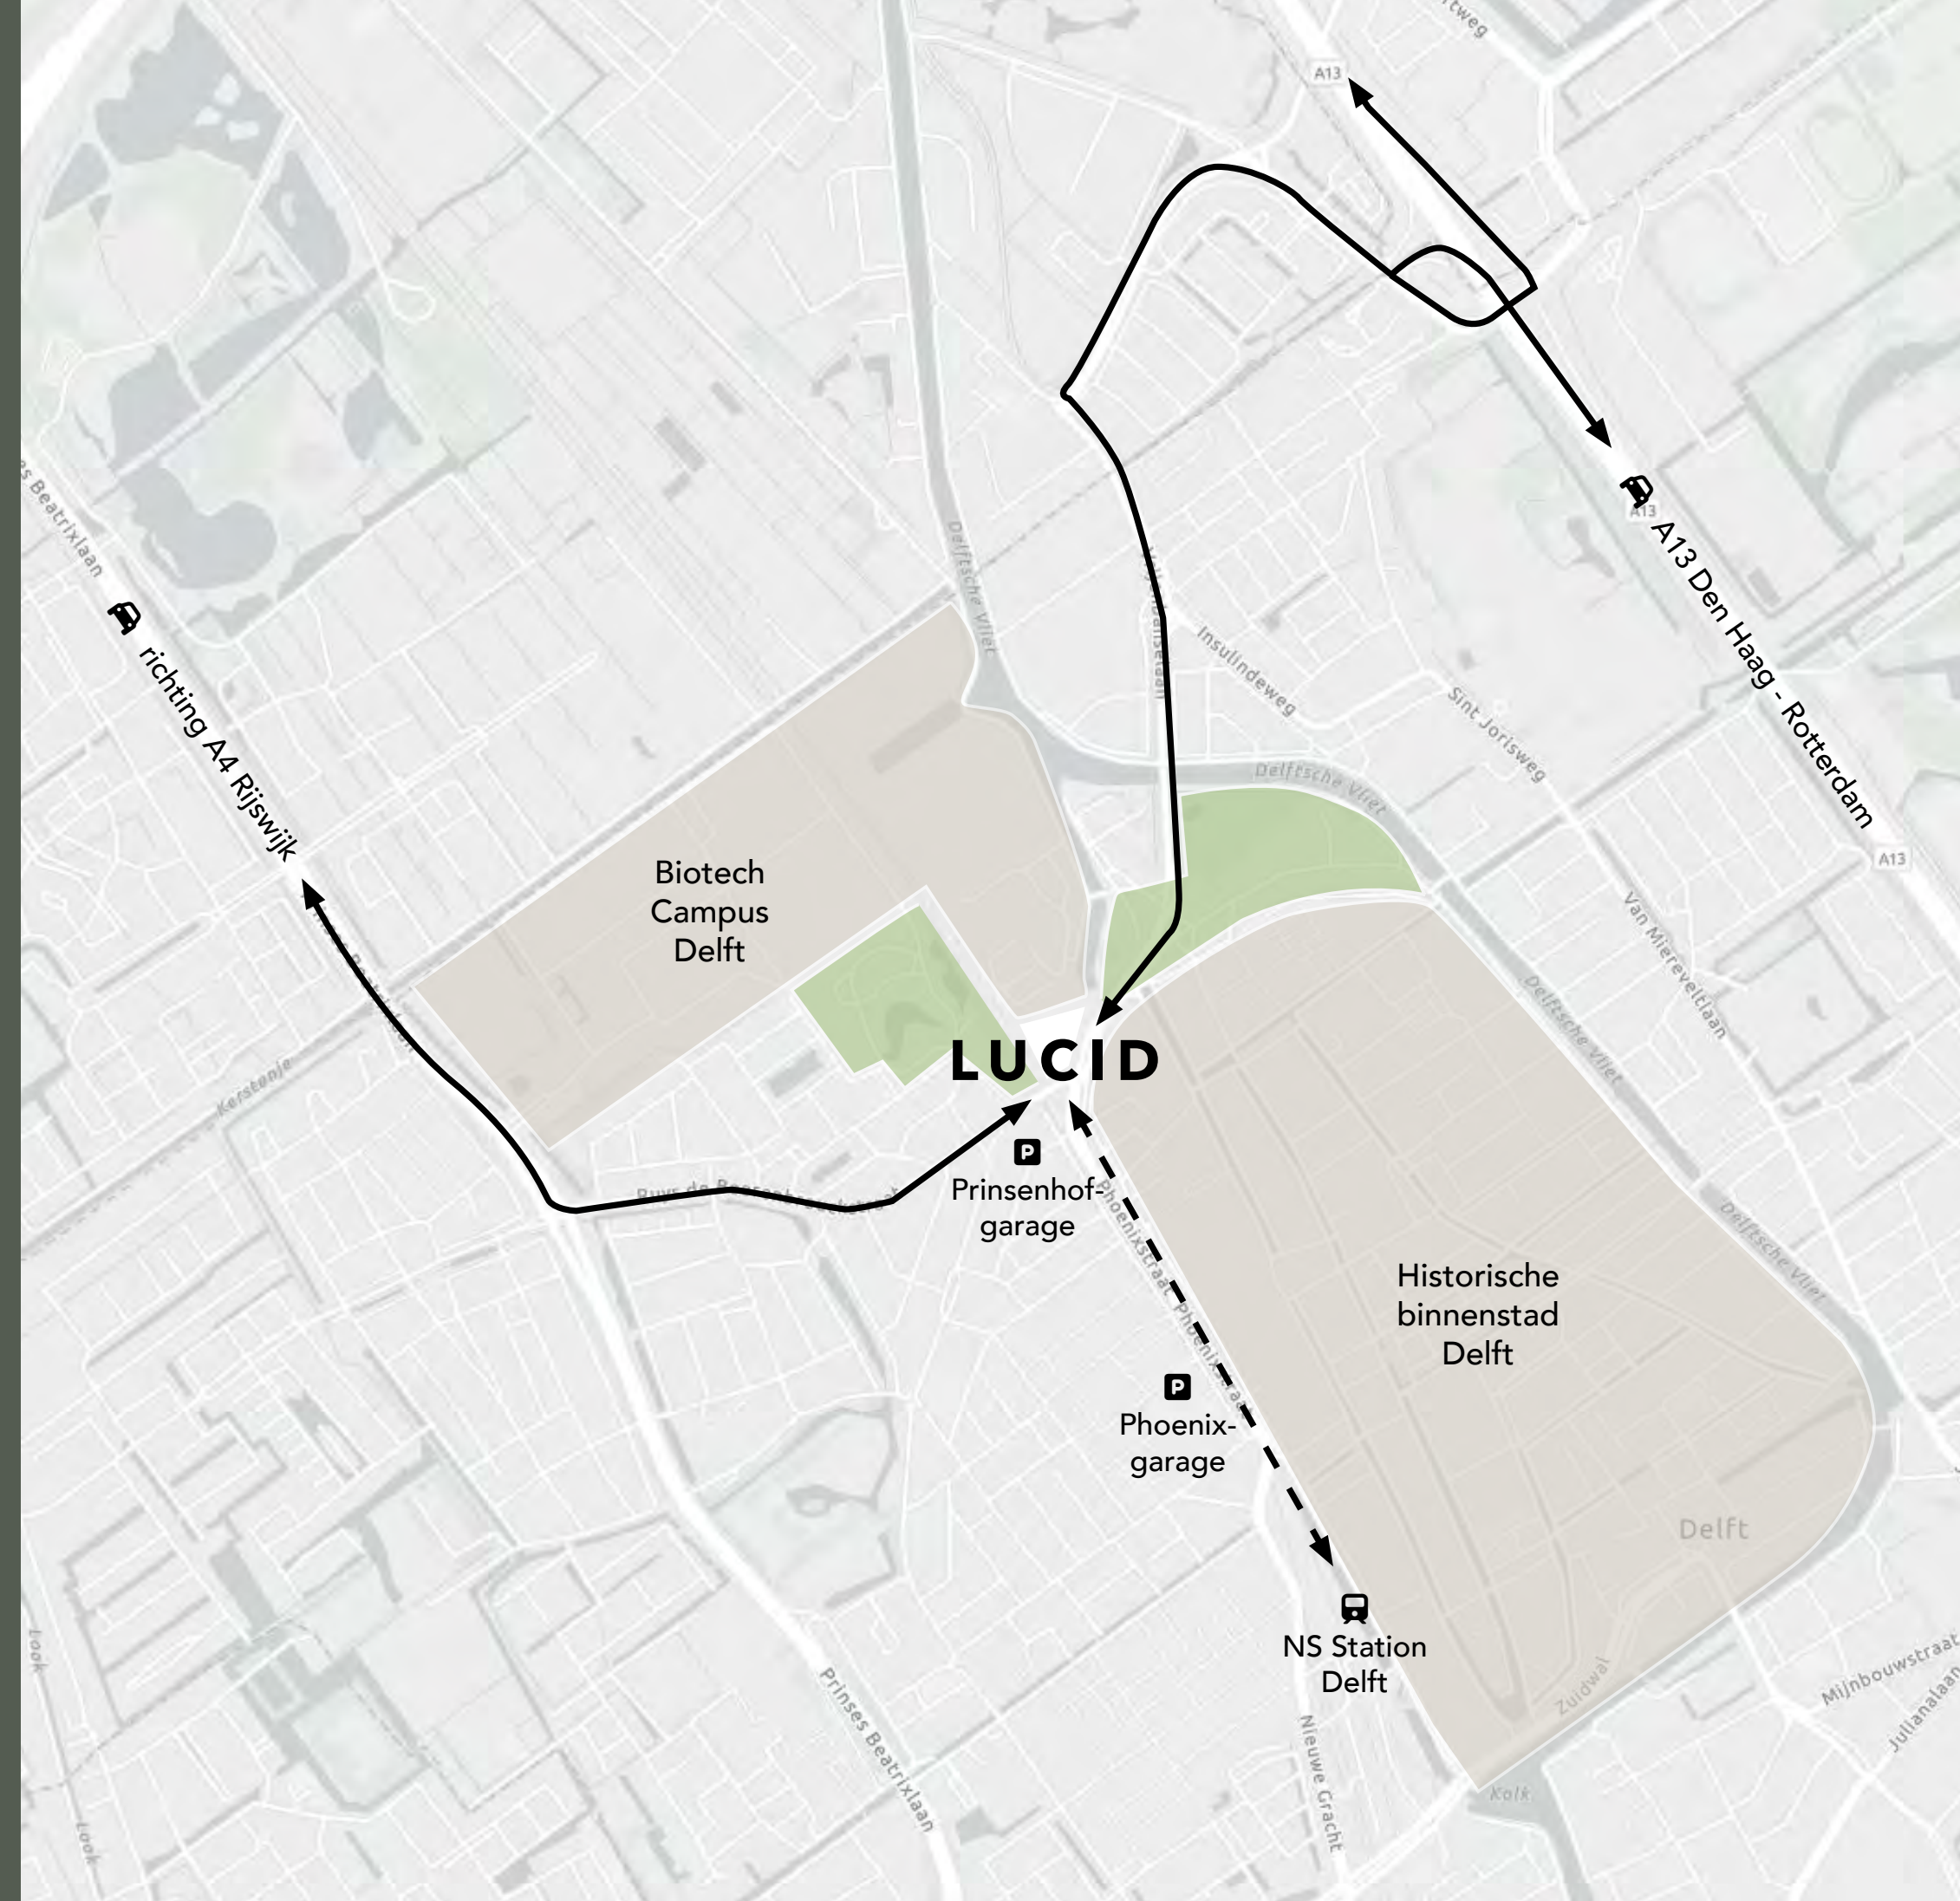 A13
Delftsche Vliet
A13
A13 Den Haag - Rotterdam
A13
richting A4 Rijswijk
Insulindeweg
Sint Jorisweg
Delftsche Vliet
Biotech
Campus
Delft
Van Miereveltlaan
Delftsche Vliet
LUCID
Kerstanje
P
Prinsenhof-
garage
Phoenixstraat
Phoenixstraat
Delftsche Vliet
Historische
binnenstad
Delft
P
Phoenix-
garage
Delft
NS Station
Delft
Zuidwal
Mijnbouwstraat
Julianalaan
Look
Prinses Beatrixlaan
Nieuwe Gracht
Kolk
Look